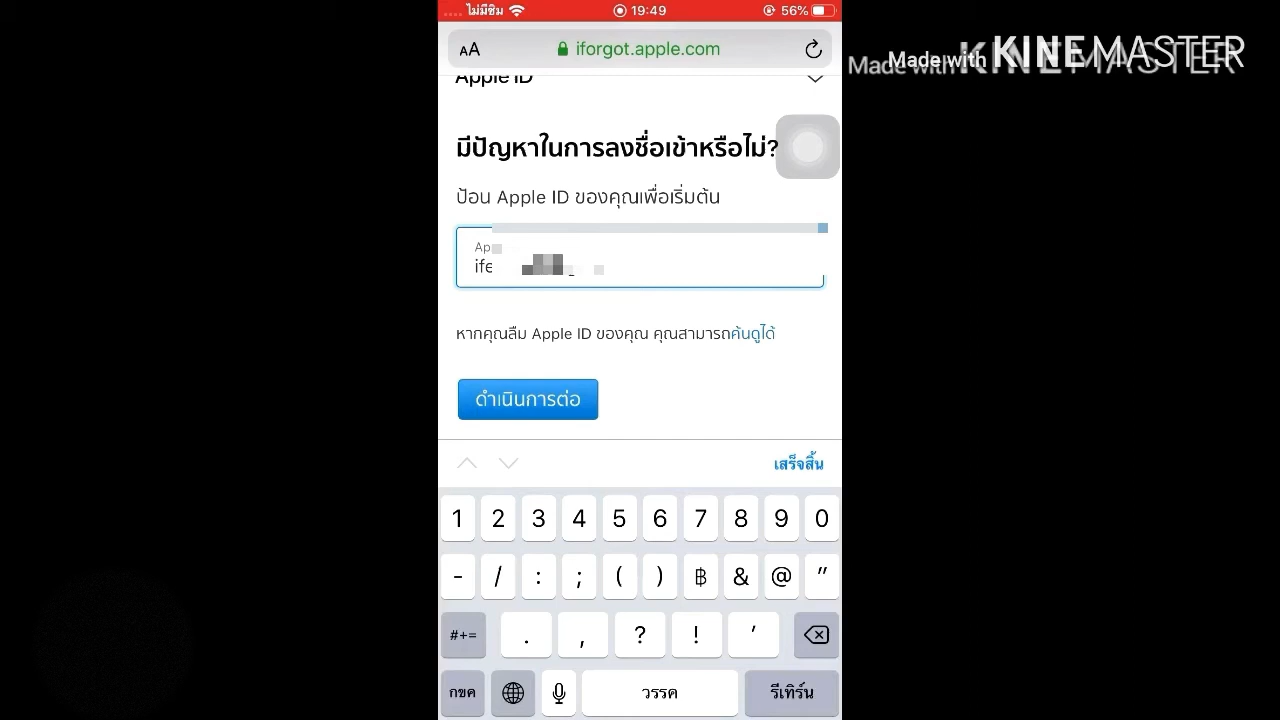 ไม่มีซิม 19:49 56%
AA iforgot.apple.com
Made with KINEMASTER
Made with KINEMASTER
Apple ID
มีปัญหาในการลงชื่อเข้าหรือไม่?
ป้อน Apple ID ของคุณเพื่อเริ่มต้น
Ap
ife
หากคุณลืม Apple ID ของคุณ คุณสามารถค้นดูได้
ดำเนินการต่อ
เสร็จสิ้น
1 2 3 4 5 6 7 8 9 0
- / : ; ( ) ฿ & @ "
#+= . , ? ! '
กขค วรรค รีเทิร์น